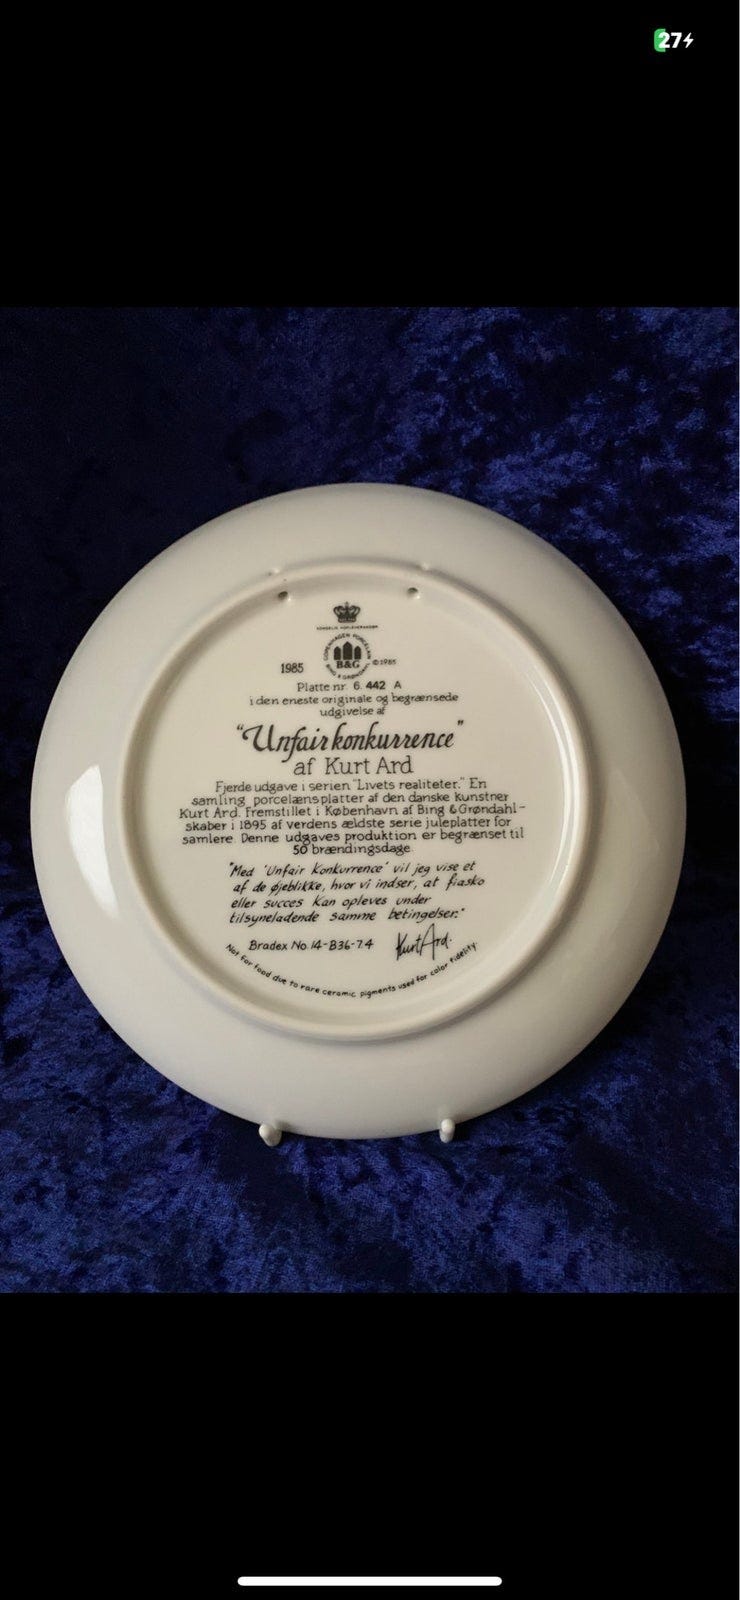 27
KONGELIG HOFLEVERANDØR
COPENHAGEN PORCELAIN
B&G
BING & GRØNDAHL
1985
© 1985
Platte nr. 6.442 A
i den eneste originale og begrænsede
udgivelse af
"Unfair konkurrence"
af Kurt Ard
Fjerde udgave i serien "Livets realiteter." En
samling porcelænsplatter af den danske kunstner
Kurt Ard. Fremstillet i København af Bing & Grøndahl-
skaber i 1895 af verdens ældste serie juleplatter for
samlere. Denne udgaves produktion er begrænset til
50 brændingsdage.
"Med 'Unfair Konkurrence' vil jeg vise et
af de øjeblikke, hvor vi indser, at fiasko
eller succes kan opleves under
tilsyneladende samme betingelser."
Bradex No. 14-B36-7.4
Kurt Ard.
Not for food due to rare ceramic pigments used for color fidelity.